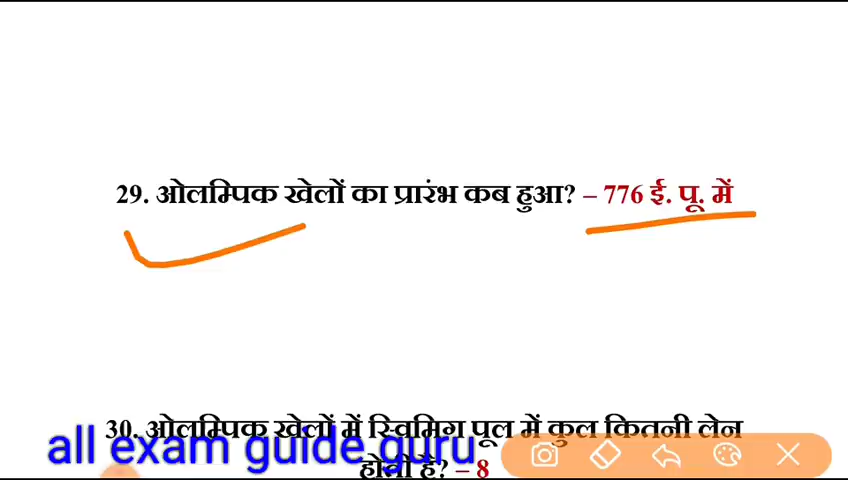 29. ओलम्पिक खेलों का प्रारंभ कब हुआ? – 776 ई. पू. में
30. ओलम्पिक खेलों में स्विमिग पूल में कुल कितनी लेन
all exam guide guru
होती है? – 8